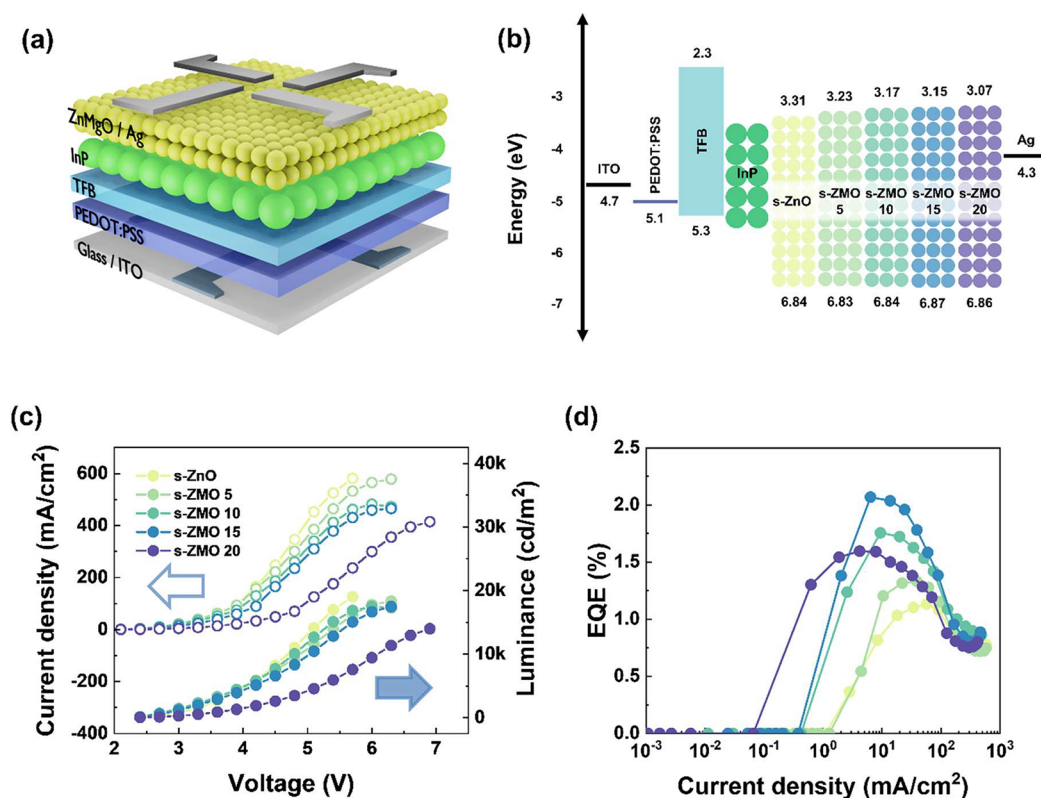 (a)
ZnMgO / Ag
InP
TFB
PEDOT:PSS
Glass / ITO
(b)
Energy (eV)
-3
-4
-5
-6
-7
ITO
4.7
PEDOT:PSS
5.1
2.3
TFB
5.3
InP
3.31
s-ZnO
6.84
3.23
s-ZMO
5
6.83
3.17
s-ZMO
10
6.84
3.15
s-ZMO
15
6.87
3.07
s-ZMO
20
6.86
Ag
4.3
(c)
Current density (mA/cm²)
600
400
200
0
-200
-400
s-ZnO
s-ZMO 5
s-ZMO 10
s-ZMO 15
s-ZMO 20
40k
30k
20k
10k
0
Luminance (cd/m²)
2
3
4
5
6
7
Voltage (V)
(d)
EQE (%)
2.5
2.0
1.5
1.0
0.5
0.0
10⁻³
10⁻²
10⁻¹
10⁰
10¹
10²
10³
Current density (mA/cm²)